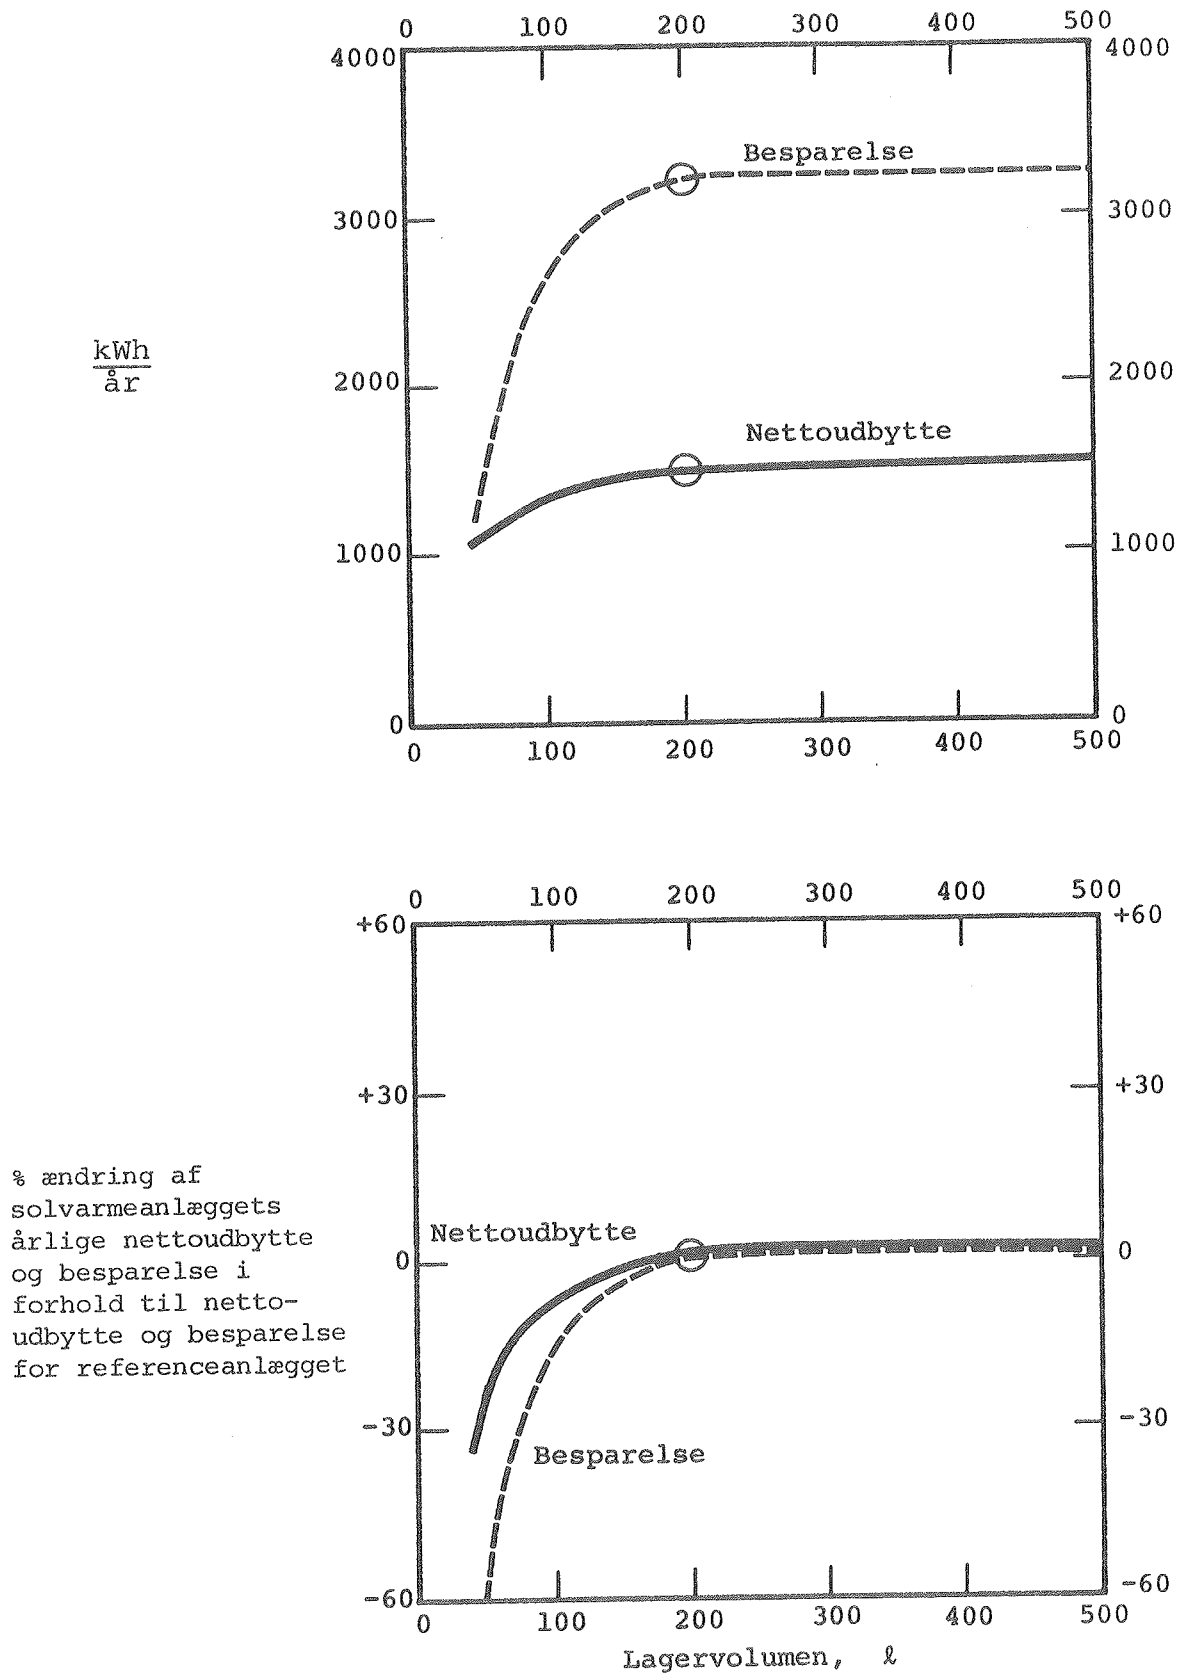 0 100 200 300 400 500
4000 4000
Besparelse
3000 3000
kWh
år
2000 2000
Nettoudbytte
1000 1000
0 0
0 100 200 300 400 500
0 100 200 300 400 500
+60 +60
+30 +30
% ændring af
solvarmeanlæggets
årlige nettoudbytte
og besparelse i
forhold til netto-
udbytte og besparelse
for referenceanlægget
Nettoudbytte
0 0
-30 -30
Besparelse
-60 -60
0 100 200 300 400 500
Lagervolumen, ℓ